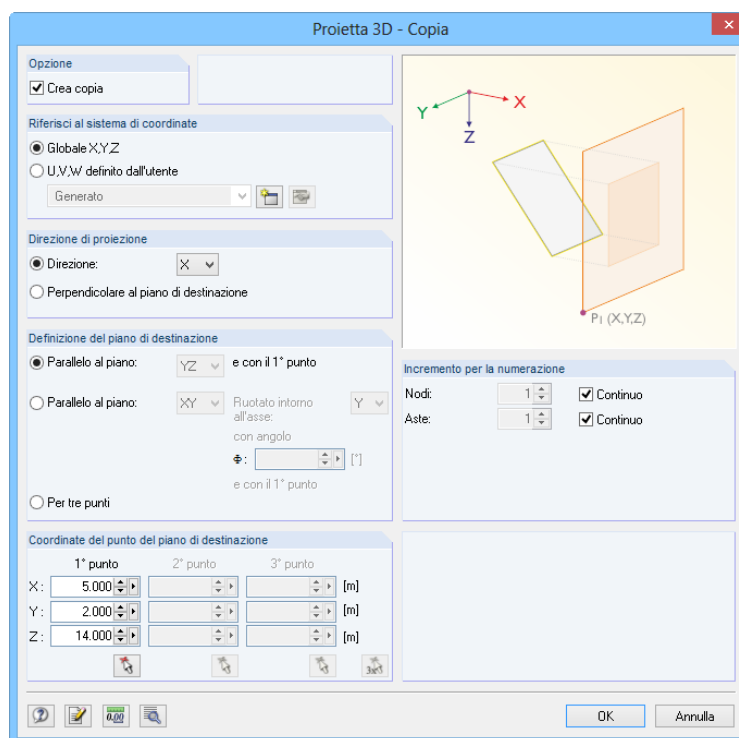 Proietta 3D - Copia
Opzione
Crea copia
Riferisci al sistema di coordinate
Globale X,Y,Z
U,V,W definito dall'utente
Generato
Direzione di proiezione
Direzione: X
Perpendicolare al piano di destinazione
Definizione del piano di destinazione
Parallelo al piano: YZ e con il 1° punto
Parallelo al piano: XY Ruotato intorno all'asse: Y
con angolo
Φ: [°]
e con il 1° punto
Per tre punti
Coordinate del punto del piano di destinazione
1° punto 2° punto 3° punto
X: 5.000 [m]
Y: 2.000 [m]
Z: 14.000 [m]
3x
X
Y
Z
P1 (X,Y,Z)
Incremento per la numerazione
Nodi: 1 Continuo
Aste: 1 Continuo
0.00
OK Annulla